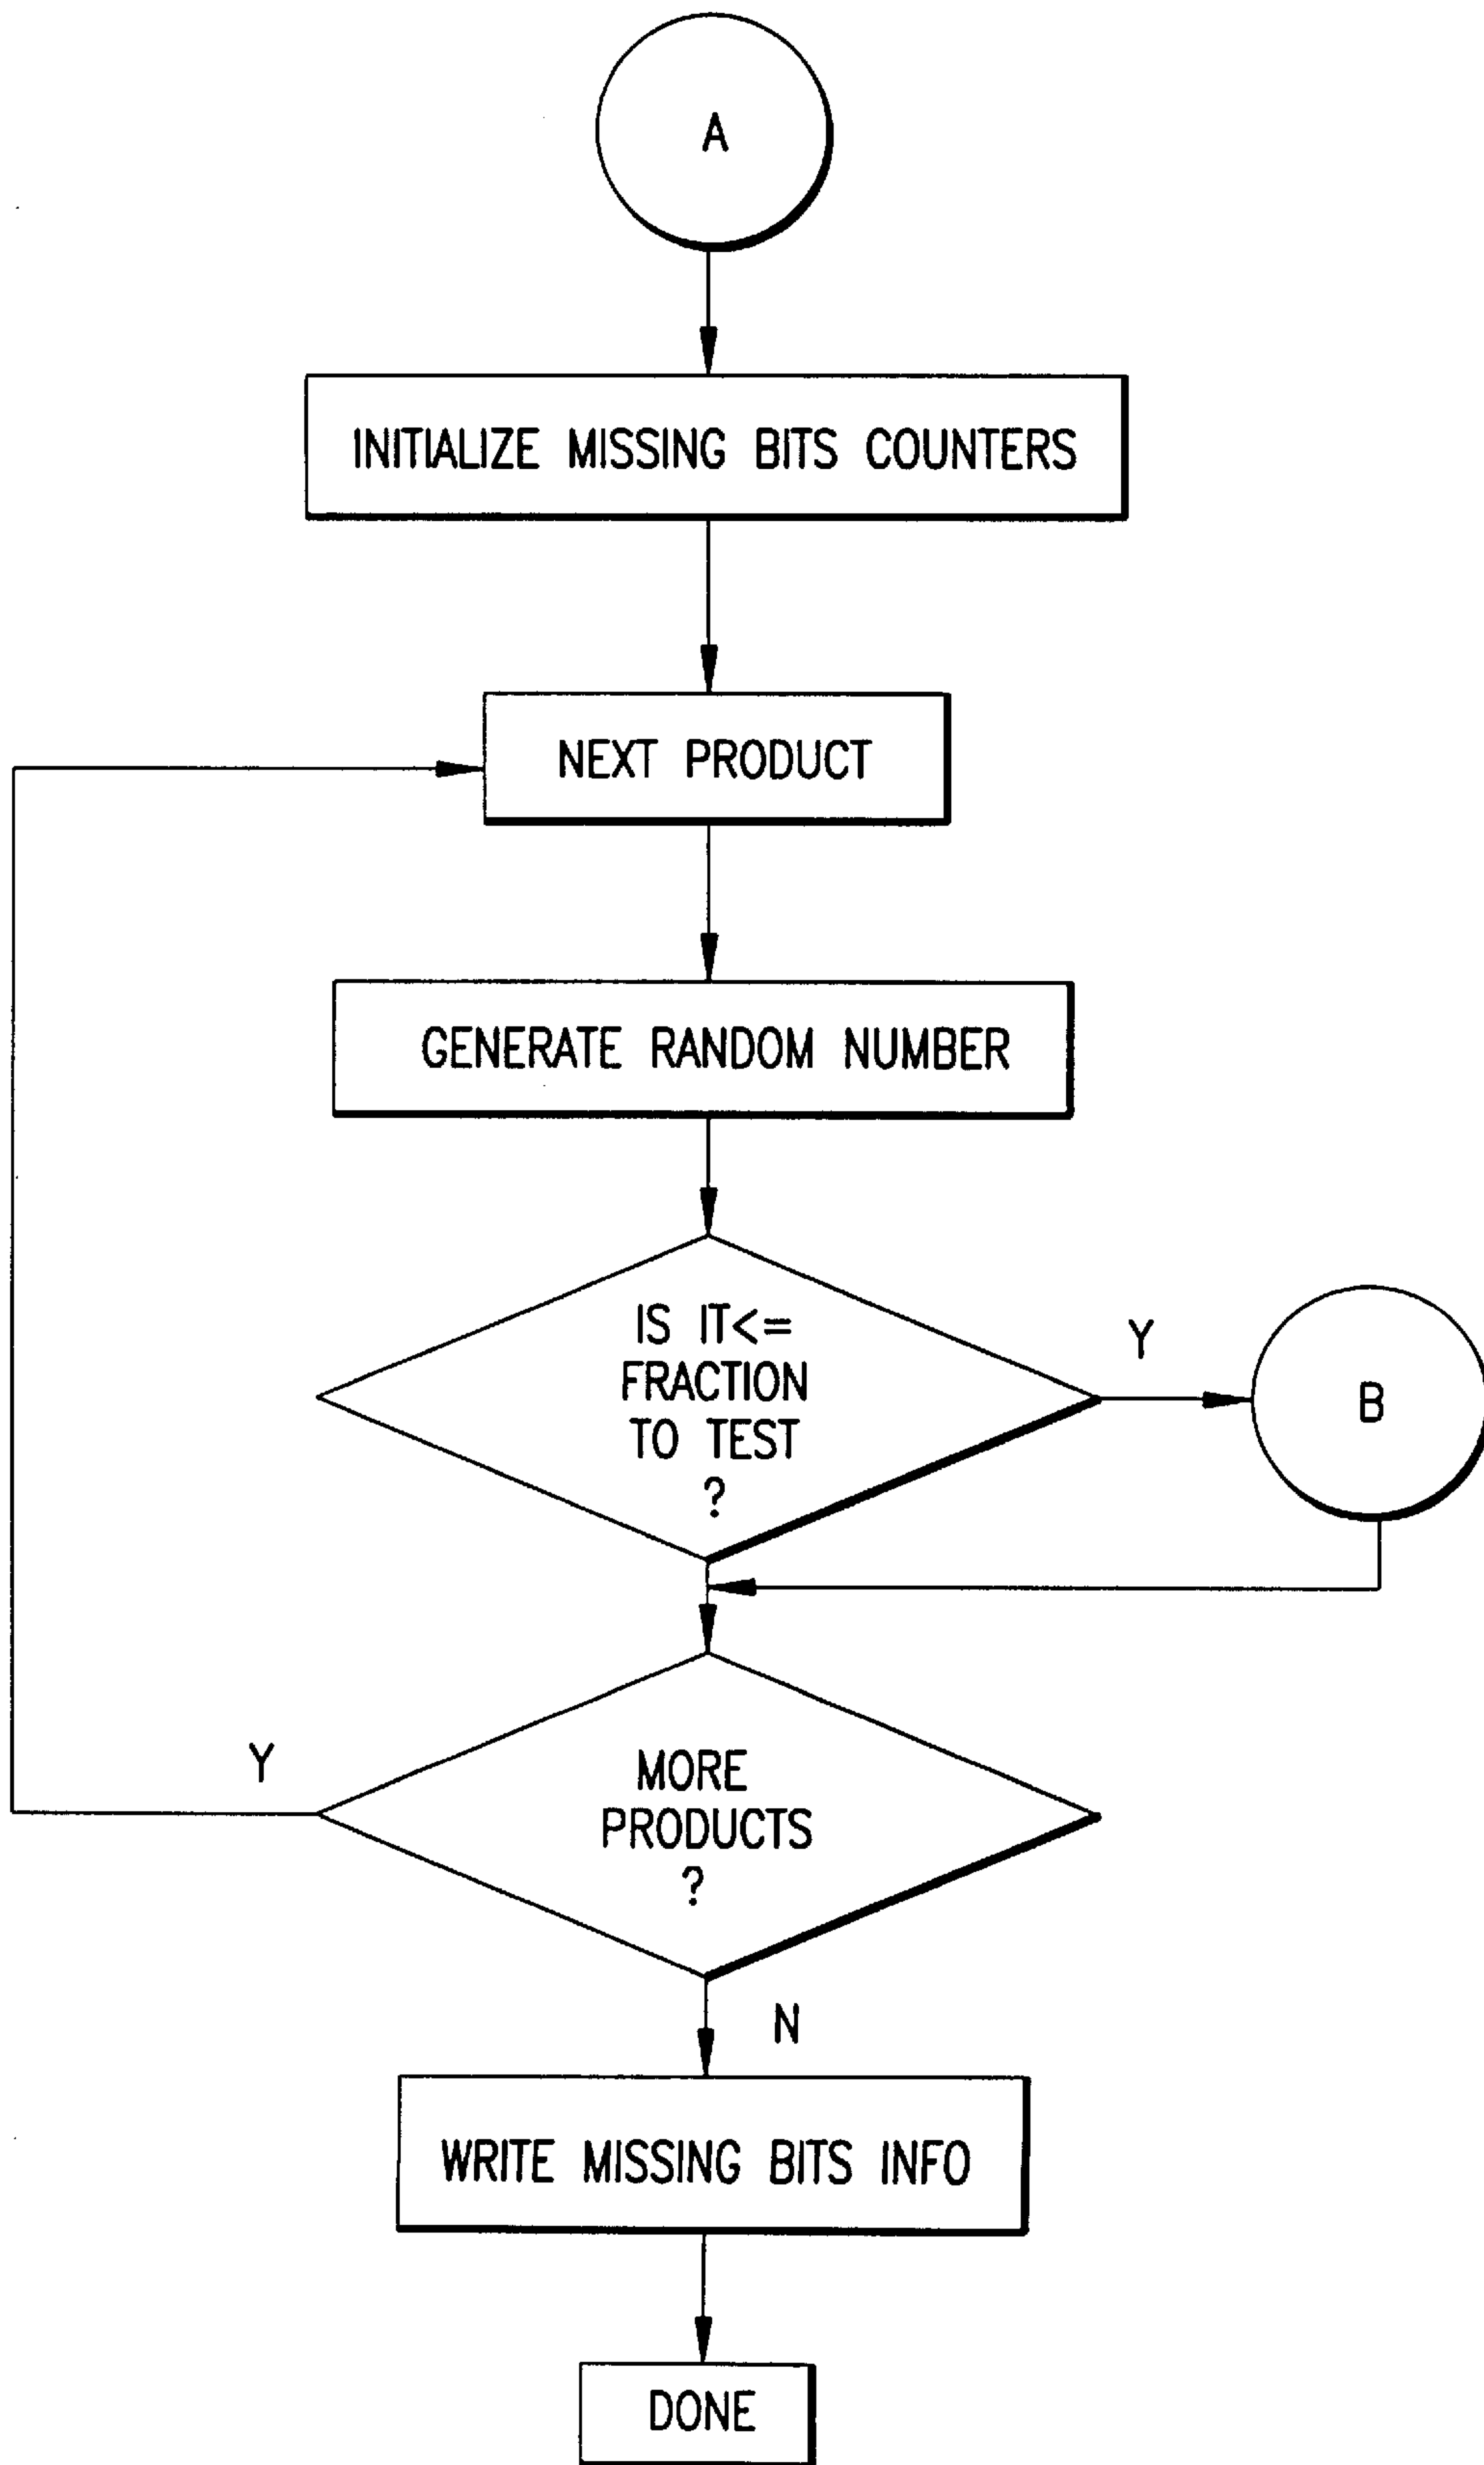 A
INITIALIZE MISSING BITS COUNTERS
NEXT PRODUCT
GENERATE RANDOM NUMBER
IS IT<=
FRACTION
TO TEST
?
Y
B
MORE
PRODUCTS
?
Y
N
WRITE MISSING BITS INFO
DONE